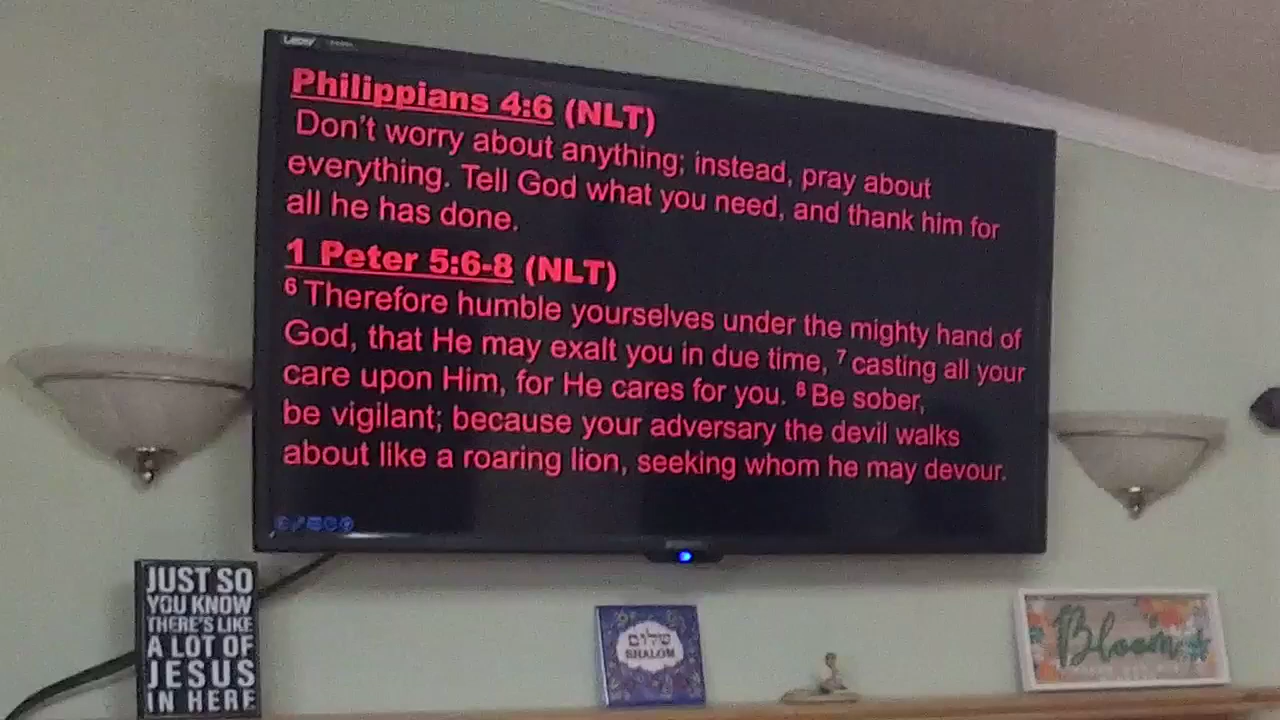 Philippians 4:6 (NLT)
Don't worry about anything; instead, pray about
everything. Tell God what you need, and thank him for
all he has done.
1 Peter 5:6-8 (NLT)
6 Therefore humble yourselves under the mighty hand of
God, that He may exalt you in due time, 7 casting all your
care upon Him, for He cares for you. 8 Be sober,
be vigilant; because your adversary the devil walks
about like a roaring lion, seeking whom he may devour.
JUST SO
YOU KNOW
THERE'S LIKE
A LOT OF
JESUS
IN HERE
שלום
SHALOM
Bloom